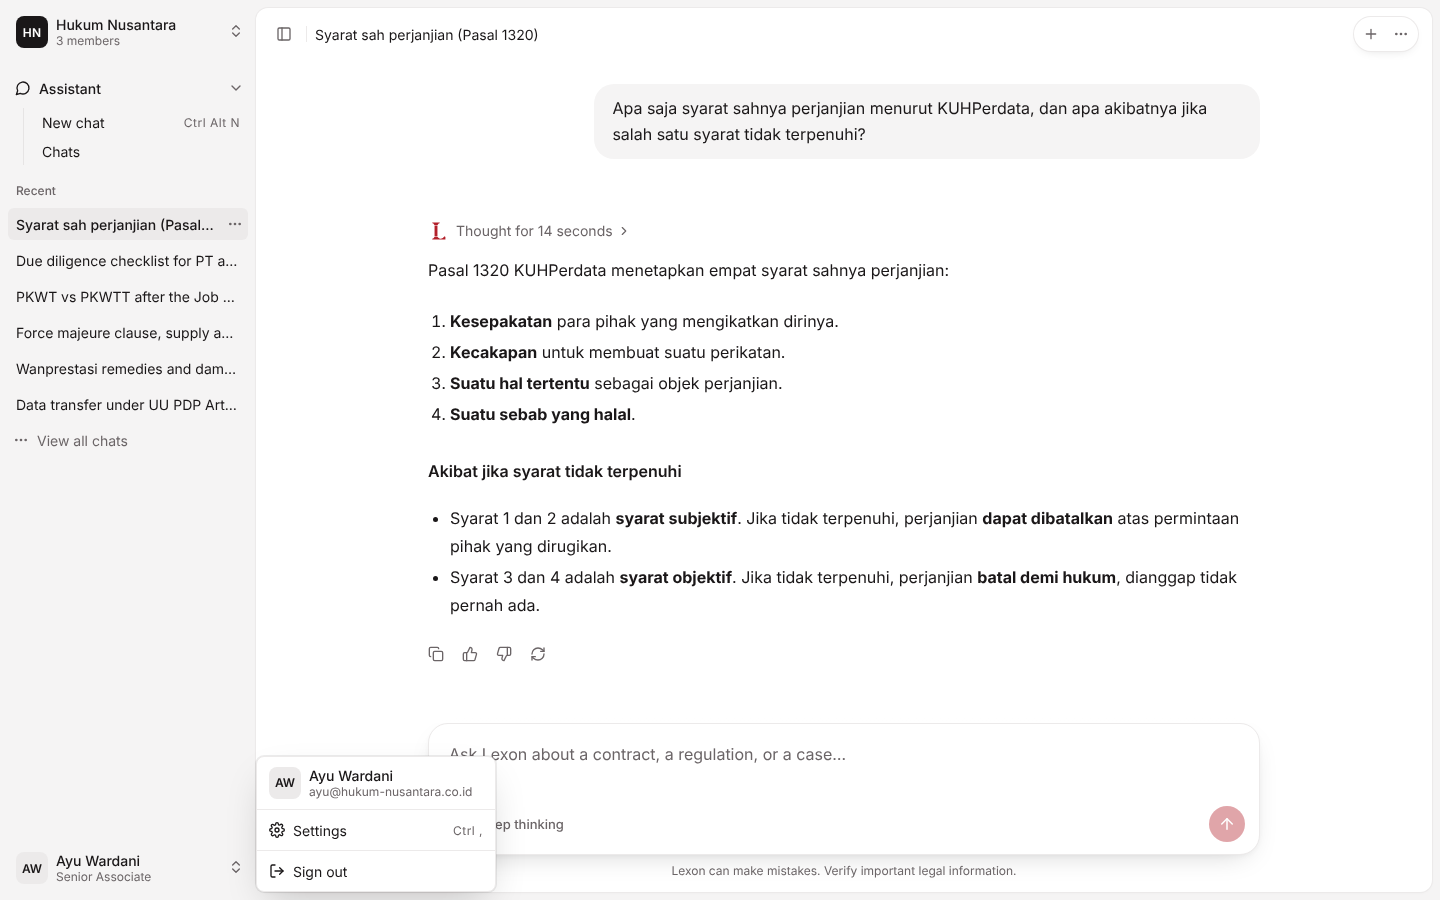 HN
Hukum Nusantara
3 members
Assistant
New chat Ctrl Alt N
Chats
Recent
Syarat sah perjanjian (Pasal...
Due diligence checklist for PT a...
PKWT vs PKWTT after the Job ...
Force majeure clause, supply a...
Wanprestasi remedies and dam...
Data transfer under UU PDP Art...
View all chats
AW
Ayu Wardani
Senior Associate
Syarat sah perjanjian (Pasal 1320)
Apa saja syarat sahnya perjanjian menurut KUHPerdata, dan apa akibatnya jika
salah satu syarat tidak terpenuhi?
L Thought for 14 seconds
Pasal 1320 KUHPerdata menetapkan empat syarat sahnya perjanjian:
1. Kesepakatan para pihak yang mengikatkan dirinya.
2. Kecakapan untuk membuat suatu perikatan.
3. Suatu hal tertentu sebagai objek perjanjian.
4. Suatu sebab yang halal.
Akibat jika syarat tidak terpenuhi
• Syarat 1 dan 2 adalah syarat subjektif. Jika tidak terpenuhi, perjanjian dapat dibatalkan atas permintaan
pihak yang dirugikan.
• Syarat 3 dan 4 adalah syarat objektif. Jika tidak terpenuhi, perjanjian batal demi hukum, dianggap tidak
pernah ada.
Ask Lexon about a contract, a regulation, or a case...
ep thinking
Lexon can make mistakes. Verify important legal information.
AW
Ayu Wardani
ayu@hukum-nusantara.co.id
Settings Ctrl ,
Sign out